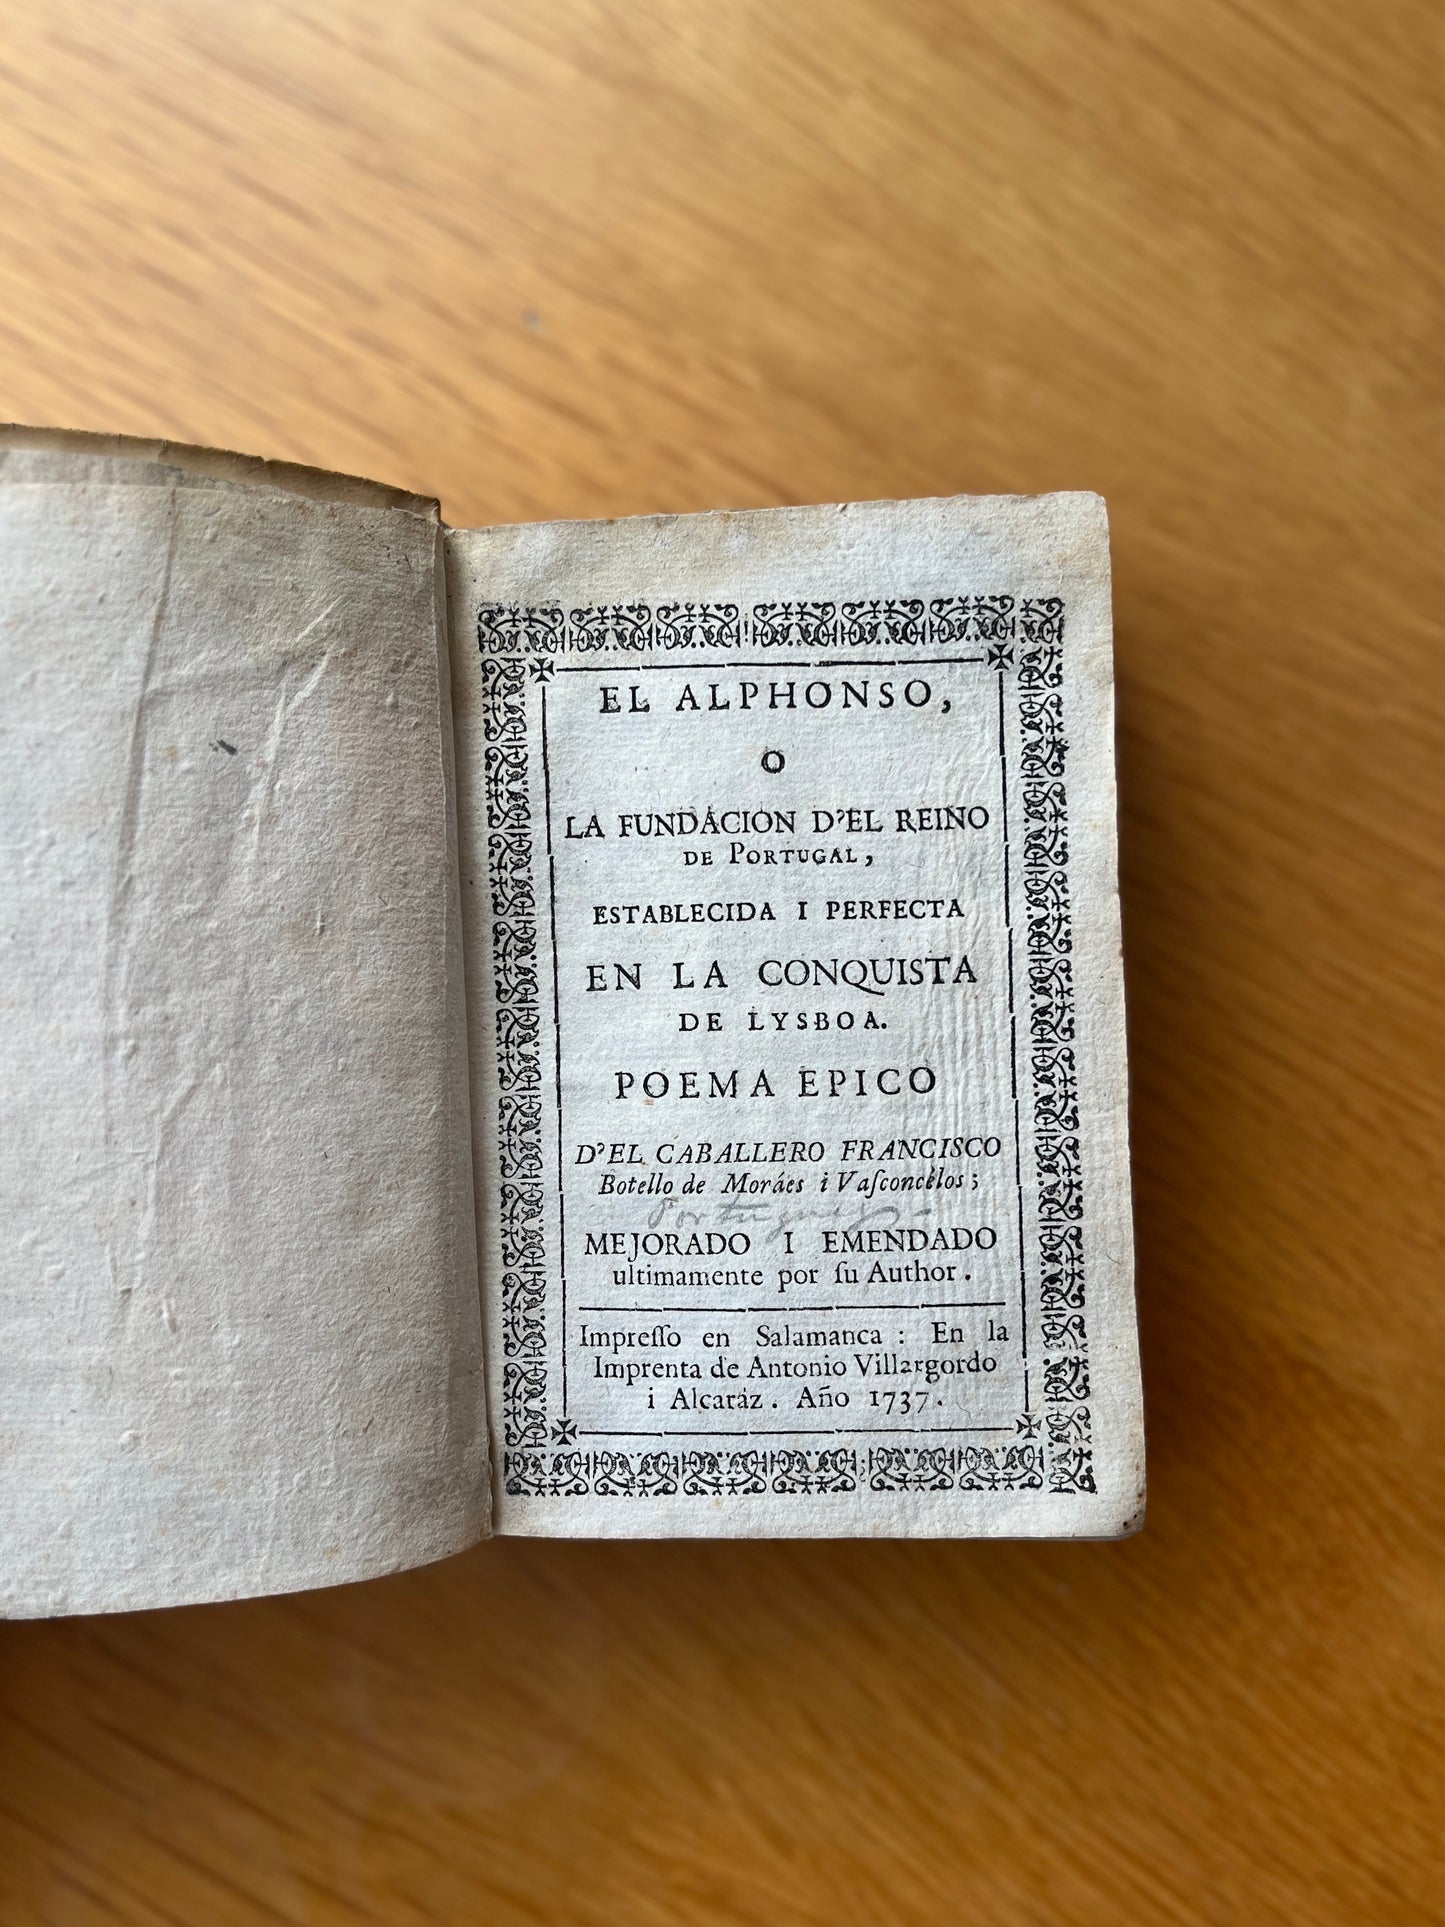 EL ALPHONSO,
O
LA FUNDACION D'EL REINO
DE PORTUGAL,
ESTABLECIDA I PERFECTA
EN LA CONQUISTA
DE LYSBOA.
POEMA EPICO
D'EL CABALLERO FRANCISCO
Botello de Moráes i Vaſconcélos;
Portugues
MEJORADO I EMENDADO
ultimamente por ſu Author.
Impreſſo en Salamanca: En la
Imprenta de Antonio Villargordo
i Alcaráz. Año 1737.